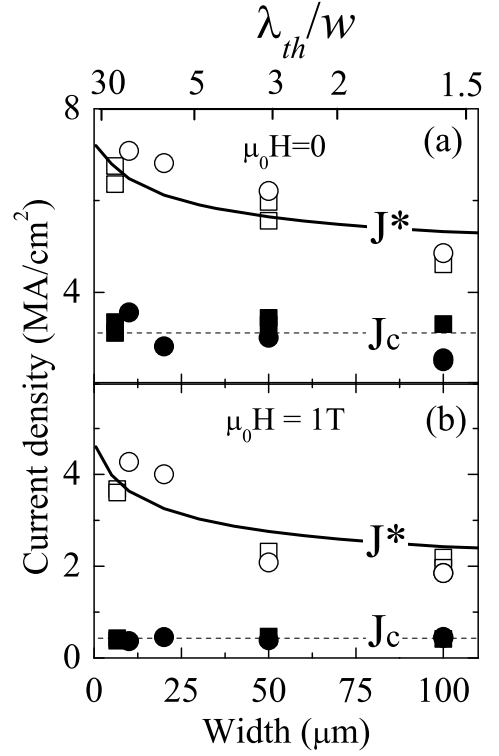 λth/w
30 5 3 2 1.5
8
(a)
μ0H=0
J*
4
Jc
(b)
μ0H = 1T
4
J*
2
Jc
0
0 25 50 75 100
Width (μm)
Current density (MA/cm2)